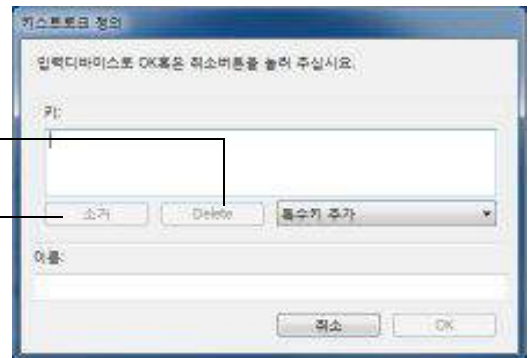 키스트로크 정의
입력디바이스로 OK혹은 취소버튼을 눌러 주십시요.
키:
소거 Delete 특수키 추가
이름:
취소 OK